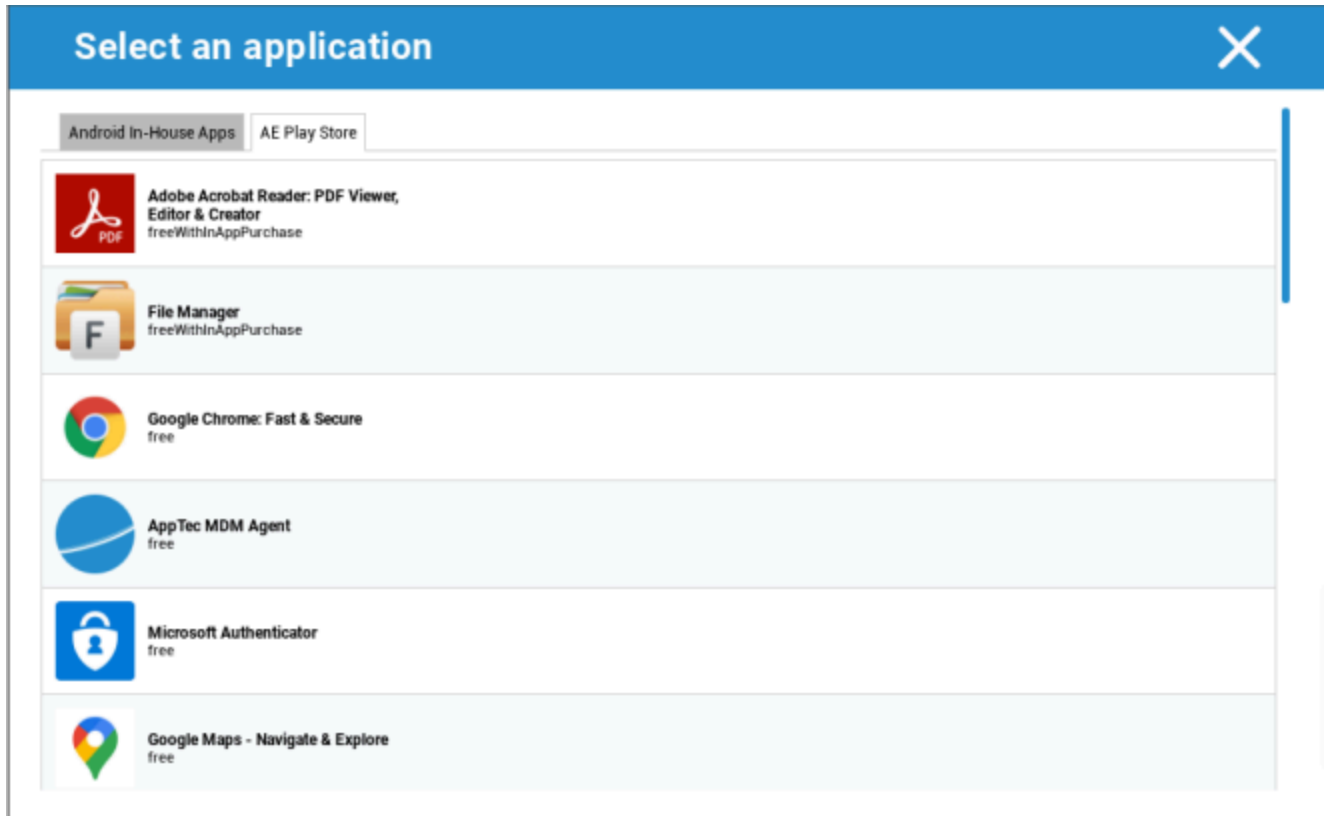 Select an application
Android In-House Apps
AE Play Store
PDF
Adobe Acrobat Reader: PDF Viewer,
Editor & Creator
freeWithInAppPurchase
F
File Manager
freeWithInAppPurchase
Google Chrome: Fast & Secure
free
AppTec MDM Agent
free
Microsoft Authenticator
free
Google Maps - Navigate & Explore
free